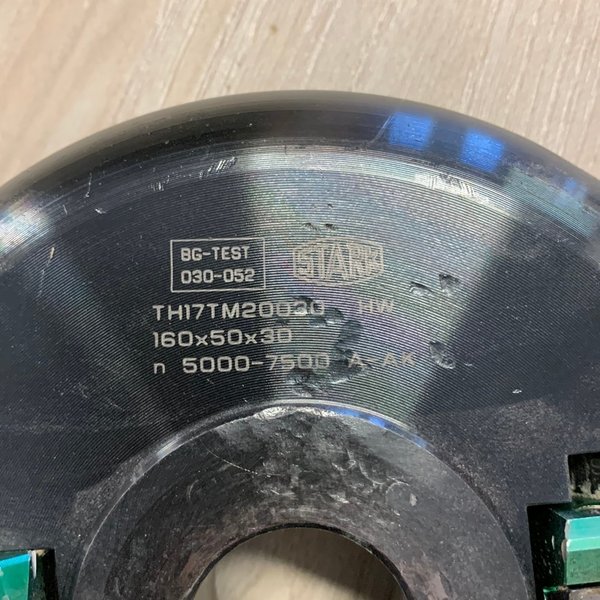 BG-TEST
030-052
STARK
TH17TM20030 HW
160x50x30
n 5000-7500 A-AK